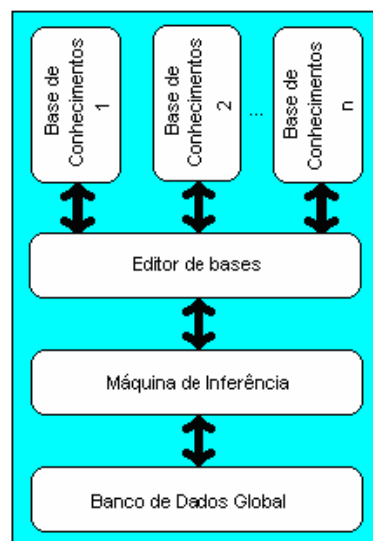 Base de
Conhecimentos
1
Base de
Conhecimentos
2
...
Base de
Conhecimentos
n
Editor de bases
Máquina de Inferência
Banco de Dados Global